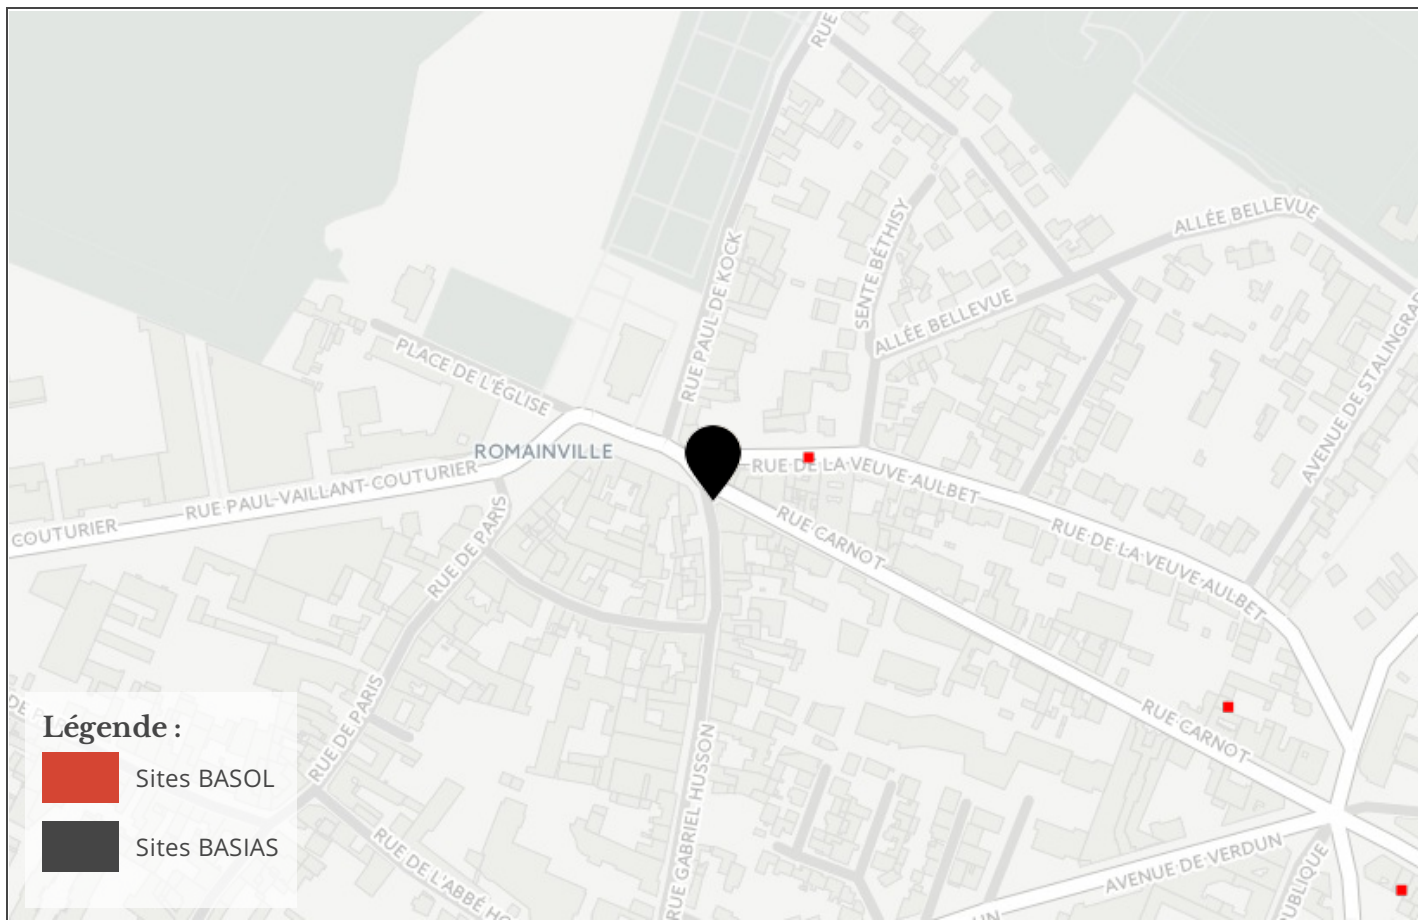 RUE
ALLÉE BELLEVUE
SENTE BÉTHISY
RUE PAUL DE KOCK
ALLÉE BELLEVUE
AVENUE DE STALINGRA
PLACE DE L'ÉGLISE
ROMAINVILLE
RUE DE LA VEUVE-AULBET
RUE PAUL-VAILLANT-COUTURIER
COUTURIER
RUE DE PARIS
RUE CARNOT
RUE DE LA VEUVE-AULBET
RUE DE PARIS
RUE CARNOT
RUE GABRIEL HUSSON
Légende :
Sites BASOL
Sites BASIAS
RUE DE L'ABBÉ HO
AVENUE DE VERDUN
UN
UBLIQUE